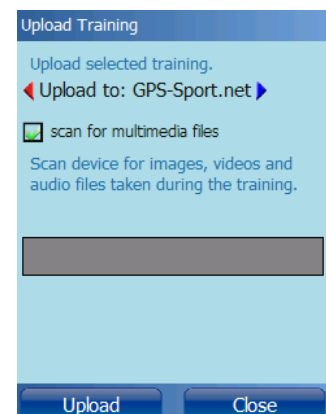 Upload Training
Upload selected training.
Upload to: GPS-Sport.net
scan for multimedia files
Scan device for images, videos and
audio files taken during the training.
Upload Close